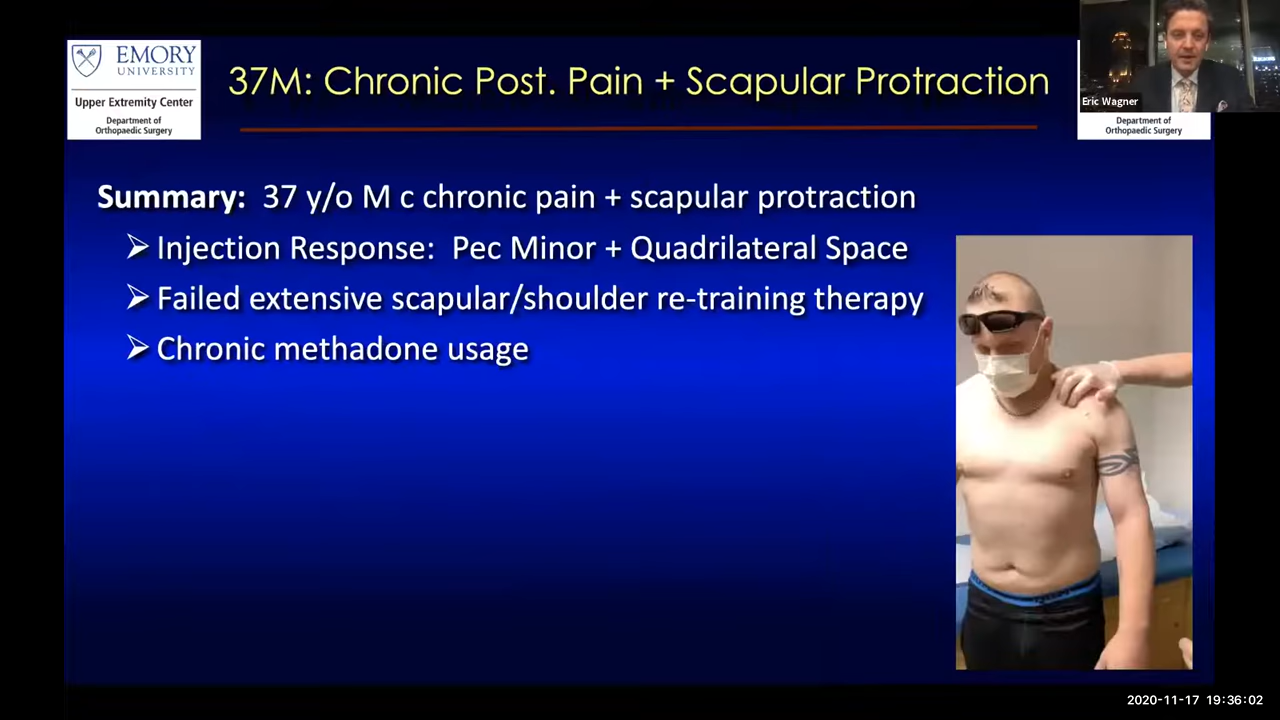 EMORY
UNIVERSITY
Upper Extremity Center
Department of
Orthopaedic Surgery
37M: Chronic Post. Pain + Scapular Protraction
Eric Wagner
Department of
Orthopaedic Surgery
Summary: 37 y/o M c chronic pain + scapular protraction
➢ Injection Response: Pec Minor + Quadrilateral Space
➢ Failed extensive scapular/shoulder re-training therapy
➢ Chronic methadone usage
2020-11-17 19:36:02